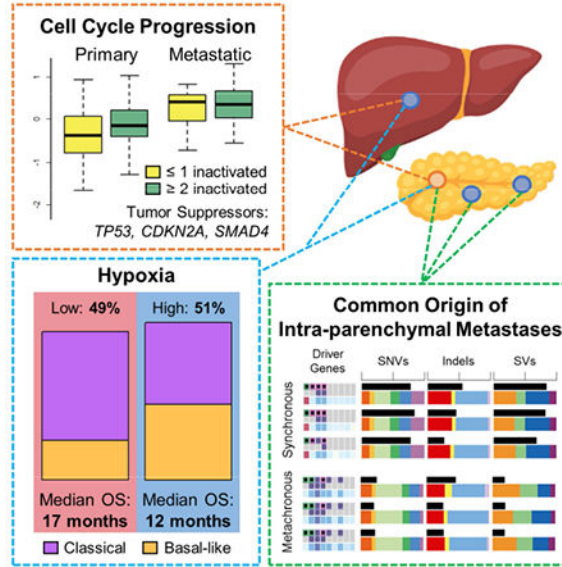 Cell Cycle Progression
Primary Metastatic
1
0
-1
-2
≤ 1 inactivated
≥ 2 inactivated
Tumor Suppressors:
TP53, CDKN2A, SMAD4
Hypoxia
Low: 49% High: 51%
Median OS: Median OS:
17 months 12 months
Classical Basal-like
Common Origin of
Intra-parenchymal Metastases
Driver
Genes
SNVs Indels SVs
Synchronous
Metachronous